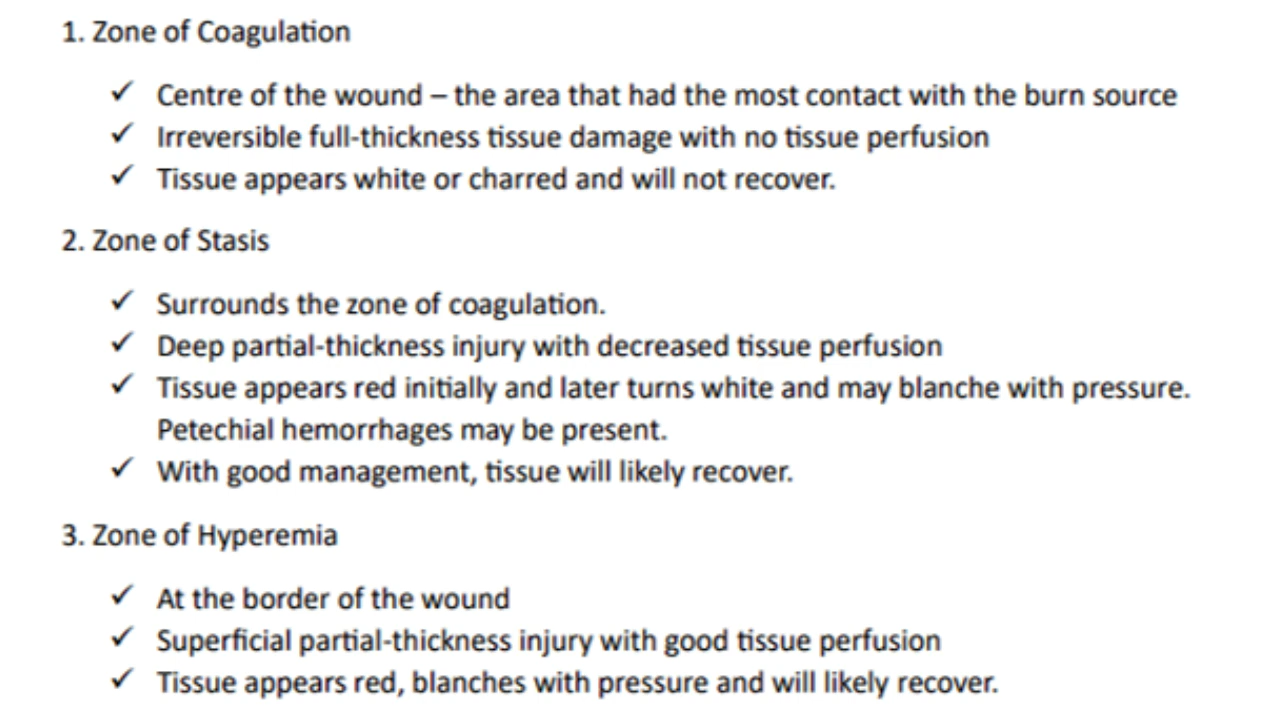 1. Zone of Coagulation
✓ Centre of the wound – the area that had the most contact with the burn source
✓ Irreversible full-thickness tissue damage with no tissue perfusion
✓ Tissue appears white or charred and will not recover.
2. Zone of Stasis
✓ Surrounds the zone of coagulation.
✓ Deep partial-thickness injury with decreased tissue perfusion
✓ Tissue appears red initially and later turns white and may blanche with pressure.
Petechial hemorrhages may be present.
✓ With good management, tissue will likely recover.
3. Zone of Hyperemia
✓ At the border of the wound
✓ Superficial partial-thickness injury with good tissue perfusion
✓ Tissue appears red, blanches with pressure and will likely recover.